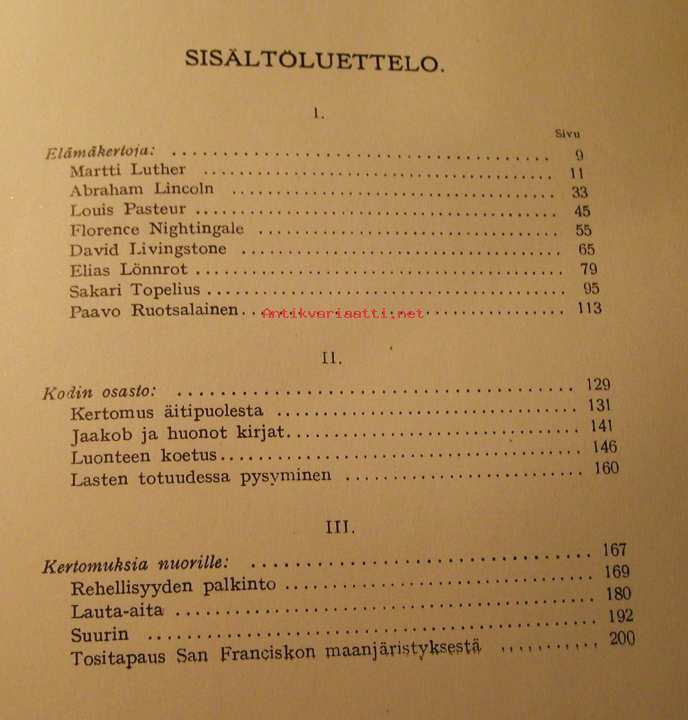 SISÄLTÖLUETTELO.
I.
Sivu
Elämäkertoja: ........................................ 9
Martti Luther ........................................ 11
Abraham Lincoln ........................................ 33
Louis Pasteur ........................................ 45
Florence Nightingale ........................................ 55
David Livingstone ........................................ 65
Elias Lönnrot ........................................ 79
Sakari Topelius ........................................ 95
Paavo Ruotsalainen ........................................ 113
Antikvariaatti.net
II.
Kodin osasto: ........................................ 129
Kertomus äitipuolesta ........................................ 131
Jaakob ja huonot kirjat ........................................ 141
Luonteen koetus ........................................ 146
Lasten totuudessa pysyminen ........................................ 160
III.
Kertomuksia nuorille: ........................................ 167
Rehellisyyden palkinto ........................................ 169
Lauta-aita ........................................ 180
Suurin ........................................ 192
Tositapaus San Franciskon maanjäristyksestä ........... 200